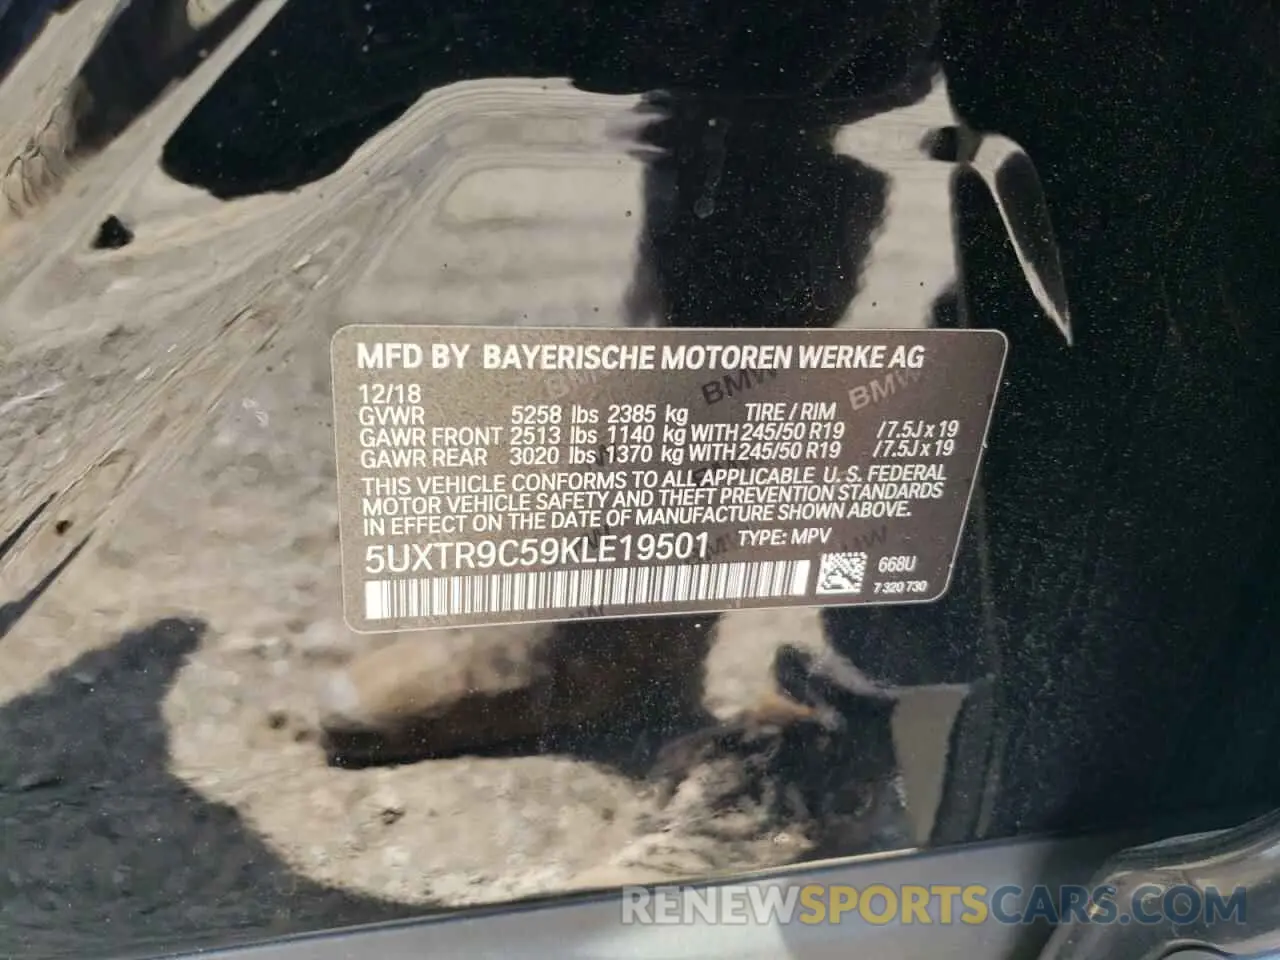 MFD BY BAYERISCHE MOTOREN WERKE AG
12/18
GVWR 5258 lbs 2385 kg TIRE / RIM
GAWR FRONT 2513 lbs 1140 kg WITH 245/50 R19 /7.5J x 19
GAWR REAR 3020 lbs 1370 kg WITH 245/50 R19 /7.5J x 19
THIS VEHICLE CONFORMS TO ALL APPLICABLE U. S. FEDERAL
MOTOR VEHICLE SAFETY AND THEFT PREVENTION STANDARDS
IN EFFECT ON THE DATE OF MANUFACTURE SHOWN ABOVE.
5UXTR9C59KLE19501 TYPE: MPV
668U
7 320 730
BMW BMW BMW
RENEWSPORTSCARS.COM